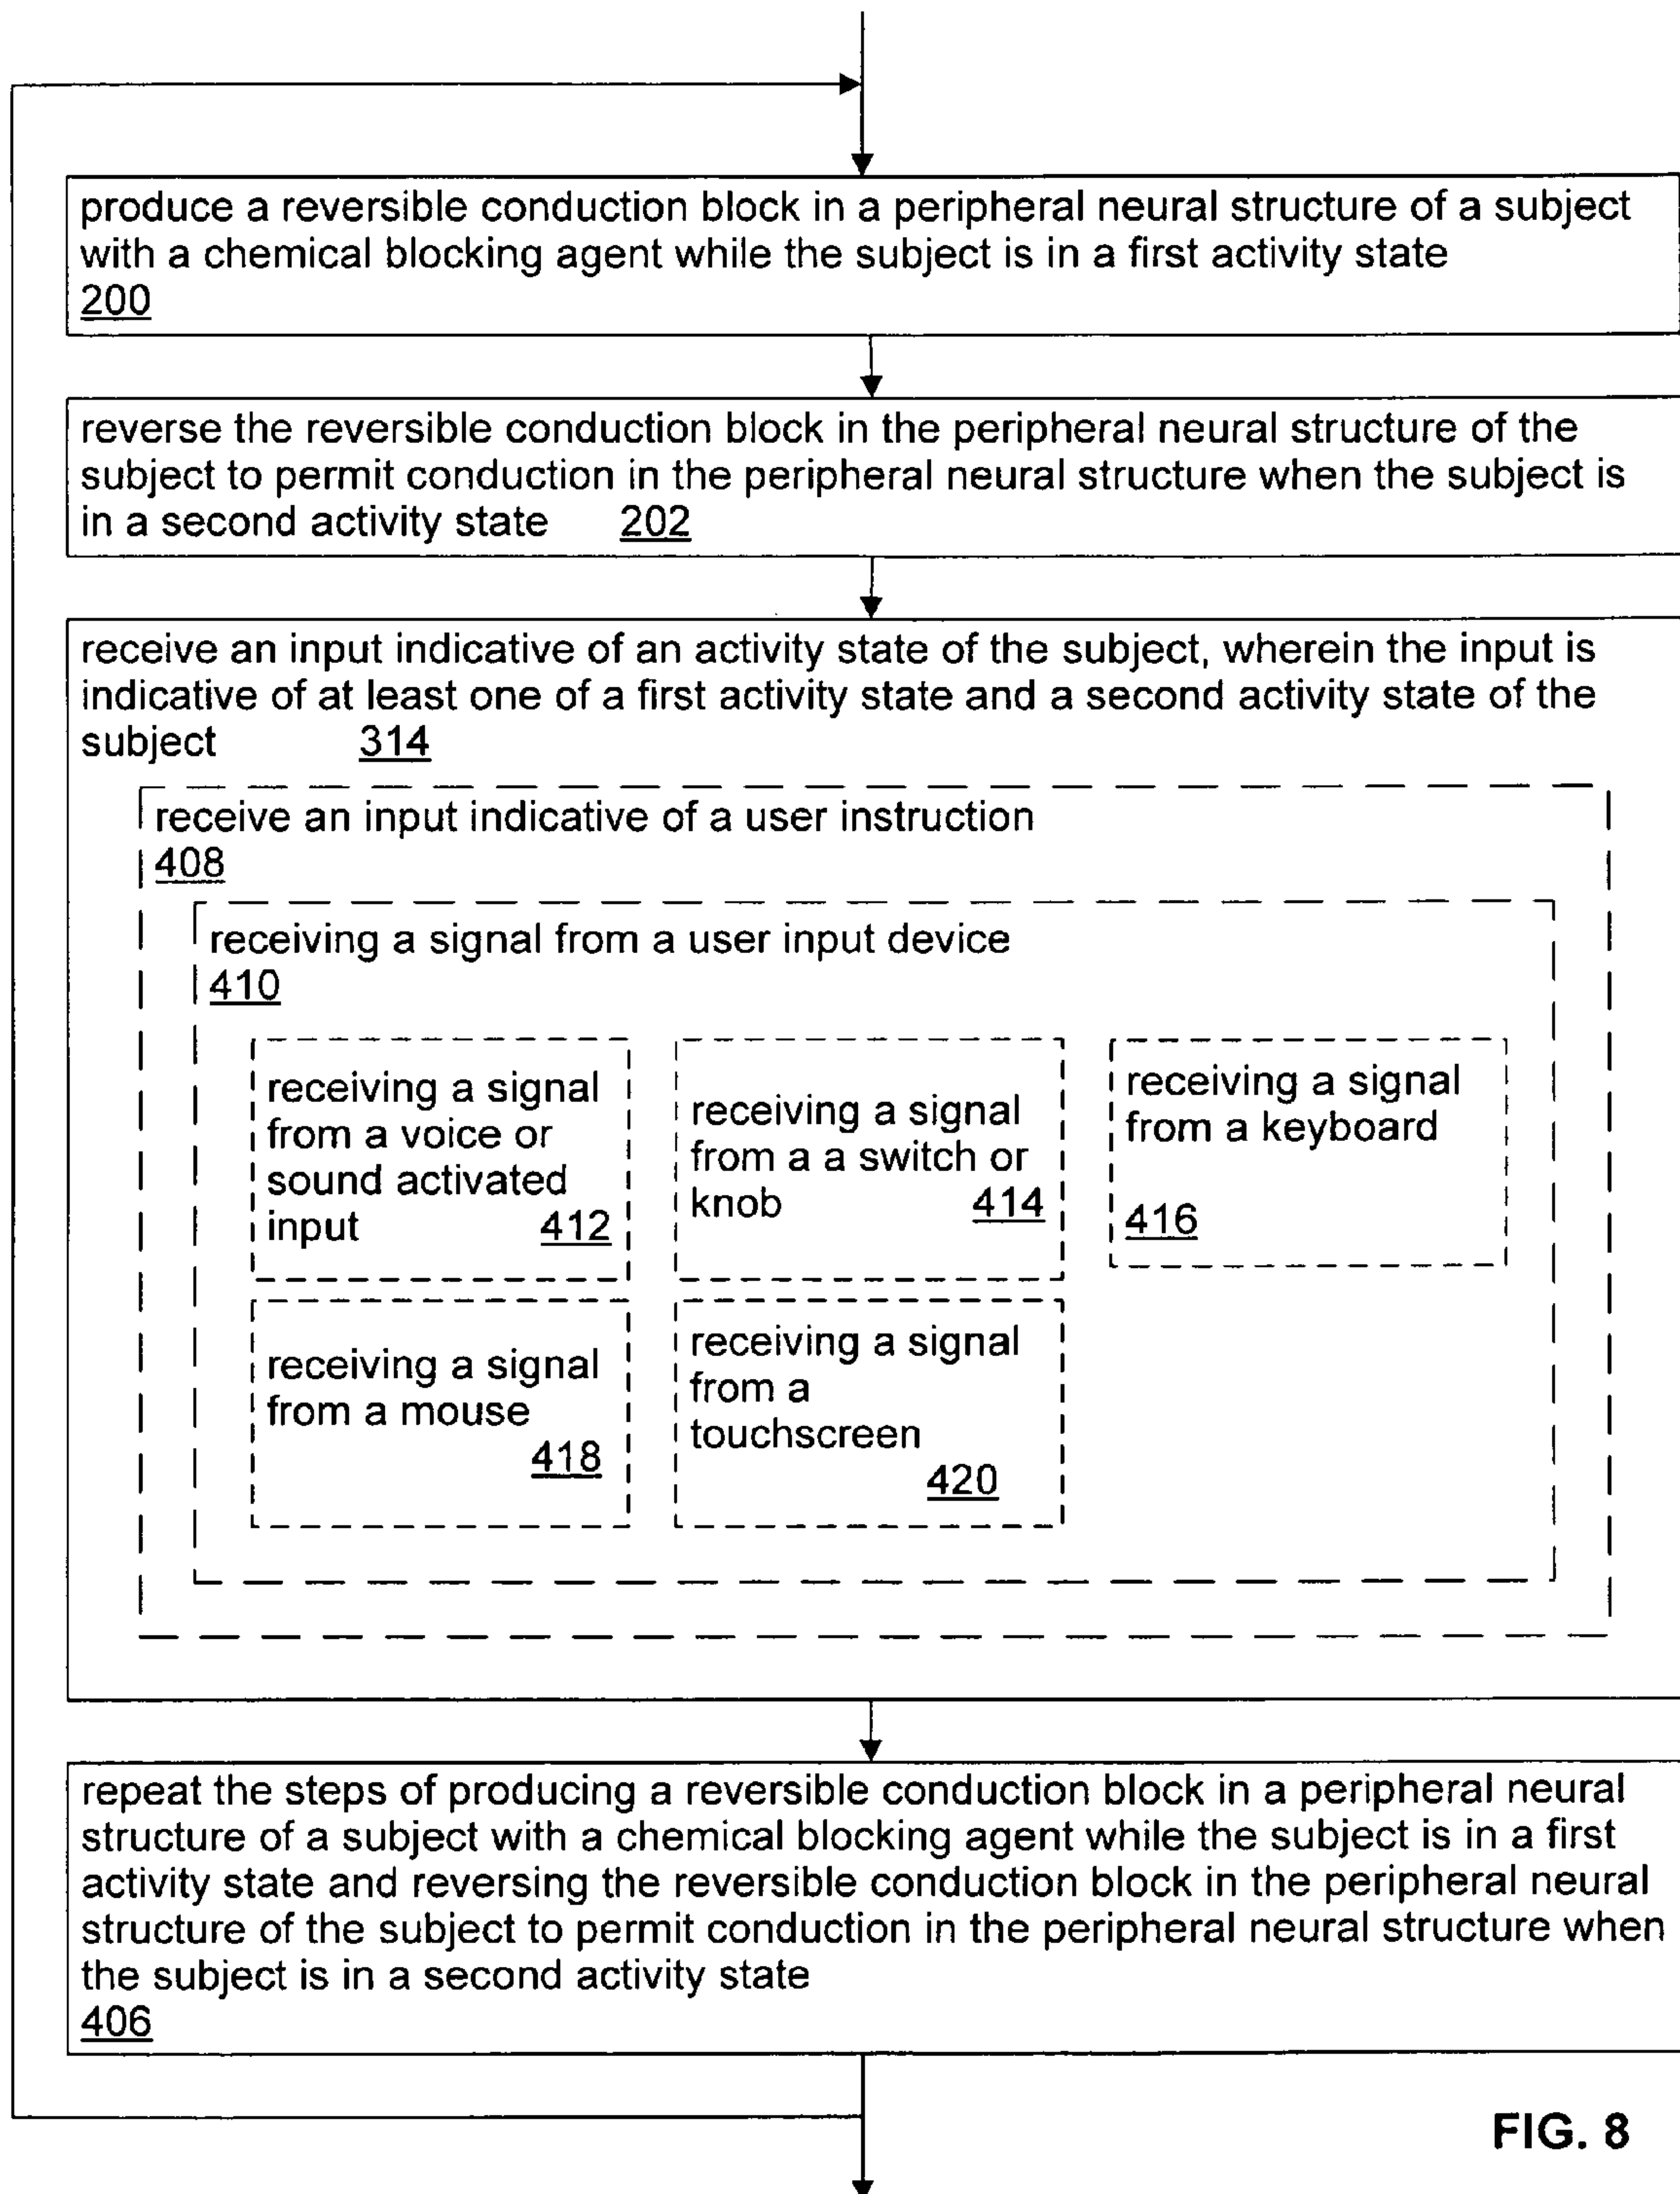 produce a reversible conduction block in a peripheral neural structure of a subject
with a chemical blocking agent while the subject is in a first activity state
200
reverse the reversible conduction block in the peripheral neural structure of the
subject to permit conduction in the peripheral neural structure when the subject is
in a second activity state 202
receive an input indicative of an activity state of the subject, wherein the input is
indicative of at least one of a first activity state and a second activity state of the
subject 314
receive an input indicative of a user instruction
408
receiving a signal from a user input device
410
receiving a signal
from a voice or
sound activated
input 412
receiving a signal
from a a switch or
knob 414
receiving a signal
from a keyboard
416
receiving a signal
from a mouse
418
receiving a signal
from a
touchscreen
420
repeat the steps of producing a reversible conduction block in a peripheral neural
structure of a subject with a chemical blocking agent while the subject is in a first
activity state and reversing the reversible conduction block in the peripheral neural
structure of the subject to permit conduction in the peripheral neural structure when
the subject is in a second activity state
406
FIG. 8